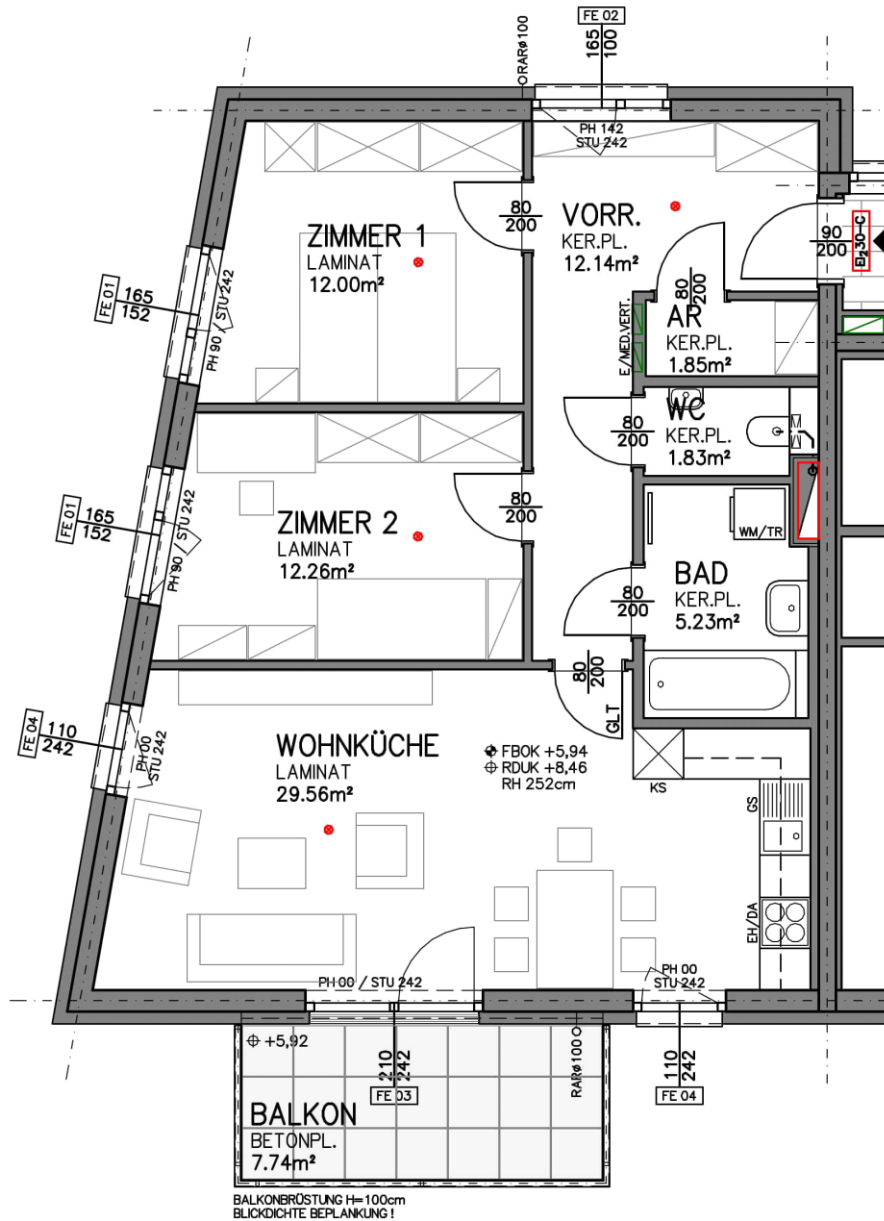 FE 02
165
100
RARø100
PH 142
STU 242
ZIMMER 1
LAMINAT
12.00m²
80
200
VORR.
KER.PL.
12.14m²
90
200
EI₂30-C
FE 01
165
152
PH 90 / STU 242
80
200
E/MED.VERT.
AR
KER.PL.
1.85m²
WC
KER.PL.
1.83m²
80
200
FE 01
165
152
PH 90 / STU 242
ZIMMER 2
LAMINAT
12.26m²
80
200
WM/TR
BAD
KER.PL.
5.23m²
80
200
80
200
GLT
FE 04
110
242
PH 00
STU 242
WOHNKÜCHE
LAMINAT
29.56m²
FBOK +5,94
RDUK +8,46
RH 252cm
KS
GS
EH/DA
PH 00 / STU 242
PH 00
STU 242
+5,92
210
242
FE 03
RARø100
110
242
FE 04
BALKON
BETONPL.
7.74m²
BALKONBRÜSTUNG H=100cm
BLICKDICHTE BEPLANKUNG !